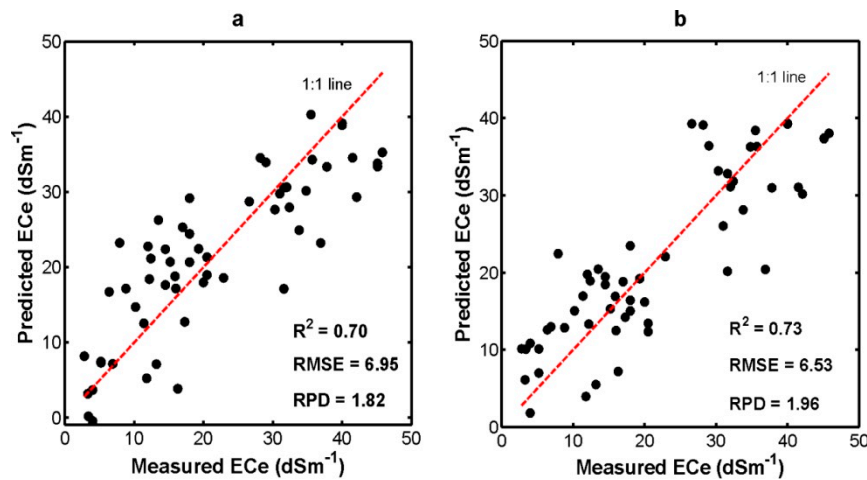 a
50
40
30
20
10
0
0
10
20
30
40
50
Predicted ECe (dSm⁻¹)
Measured ECe (dSm⁻¹)
1:1 line
R² = 0.70
RMSE = 6.95
RPD = 1.82
b
50
40
30
20
10
0
0
10
20
30
40
50
Predicted ECe (dSm⁻¹)
Measured ECe (dSm⁻¹)
1:1 line
R² = 0.73
RMSE = 6.53
RPD = 1.96